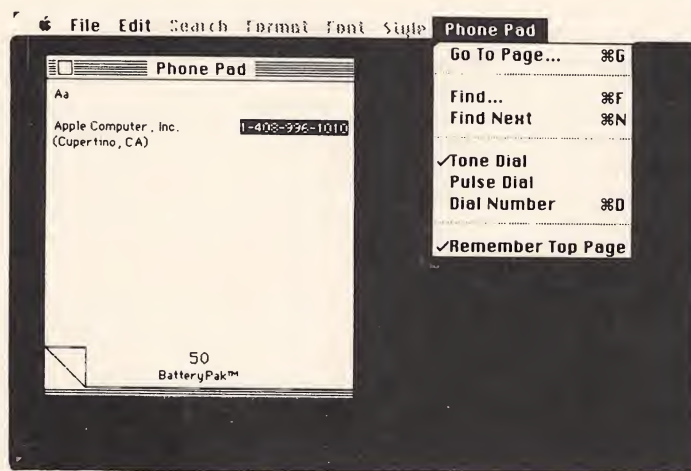 File Edit Search Format Font Style Phone Pad
Phone Pad
Aa
Apple Computer, Inc. 1-408-996-1010
(Cupertino, CA)
50
BatteryPak™
Go To Page... ⌘G
Find... ⌘F
Find Next ⌘N
✓Tone Dial
Pulse Dial
Dial Number ⌘D
✓Remember Top Page